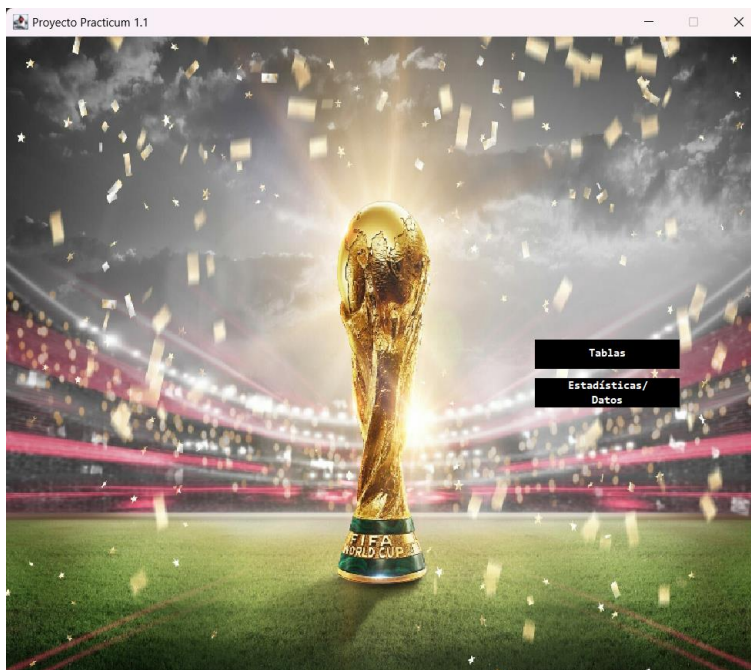 Proyecto Practicum 1.1
Tablas
Estadísticas/
Datos
FIFA
WORLD CUP